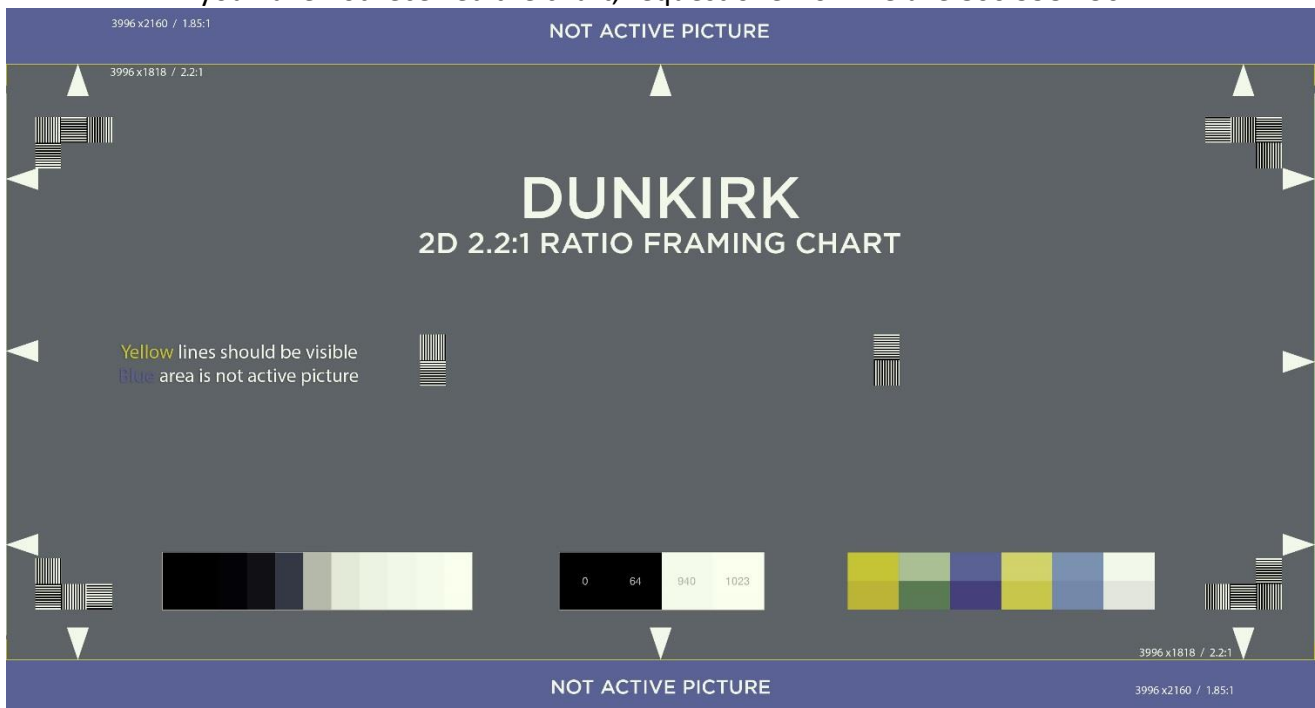 3996 x2160 / 1.85:1
NOT ACTIVE PICTURE
3996 x1818 / 2.2:1
DUNKIRK
2D 2.2:1 RATIO FRAMING CHART
Yellow lines should be visible
Blue area is not active picture
0 64 940 1023
3996 x1818 / 2.2:1
NOT ACTIVE PICTURE
3996 x2160 / 1.85:1